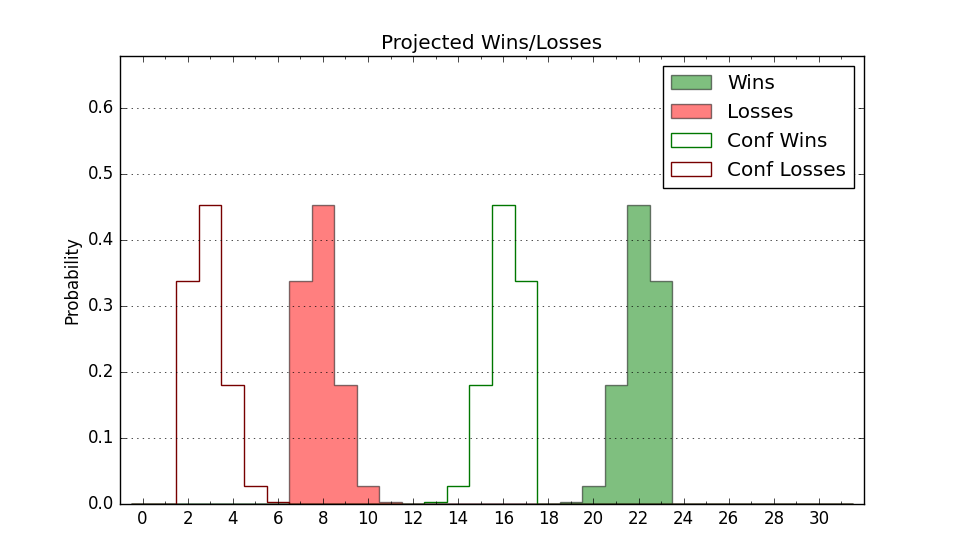 Projected Wins/Losses
Wins
Losses
Conf Wins
Conf Losses
Probability
0.6
0.5
0.4
0.3
0.2
0.1
0.0
0 2 4 6 8 10 12 14 16 18 20 22 24 26 28 30